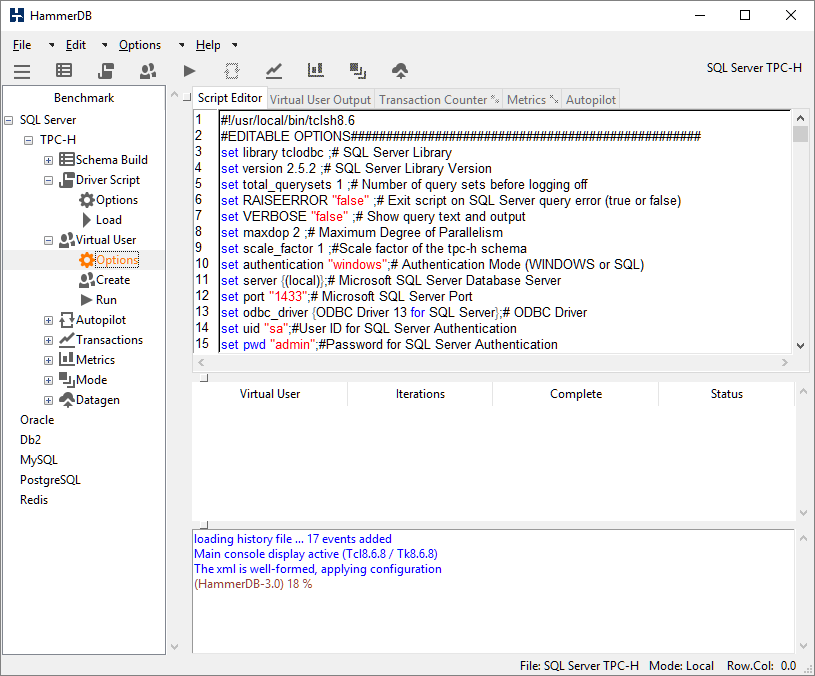 HammerDB
File Edit Options Help
SQL Server TPC-H
Benchmark
SQL Server
TPC-H
Schema Build
Driver Script
Options
Load
Virtual User
Options
Create
Run
Autopilot
Transactions
Metrics
Mode
Datagen
Oracle
Db2
MySQL
PostgreSQL
Redis
Script Editor Virtual User Output Transaction Counter Metrics Autopilot
1 #!/usr/local/bin/tclsh8.6
2 #EDITABLE OPTIONS##################################################
3 set library tclodbc ;# SQL Server Library
4 set version 2.5.2 ;# SQL Server Library Version
5 set total_querysets 1 ;# Number of query sets before logging off
6 set RAISEERROR "false" ;# Exit script on SQL Server query error (true or false)
7 set VERBOSE "false" ;# Show query text and output
8 set maxdop 2 ;# Maximum Degree of Parallelism
9 set scale_factor 1 ;#Scale factor of the tpc-h schema
10 set authentication "windows";# Authentication Mode (WINDOWS or SQL)
11 set server {(local)};# Microsoft SQL Server Database Server
12 set port "1433";# Microsoft SQL Server Port
13 set odbc_driver {ODBC Driver 13 for SQL Server};# ODBC Driver
14 set uid "sa";#User ID for SQL Server Authentication
15 set pwd "admin";#Password for SQL Server Authentication
Virtual User Iterations Complete Status
loading history file ... 17 events added
Main console display active (Tcl8.6.8 / Tk8.6.8)
The xml is well-formed, applying configuration
(HammerDB-3.0) 18 %
File: SQL Server TPC-H Mode: Local Row.Col: 0.0